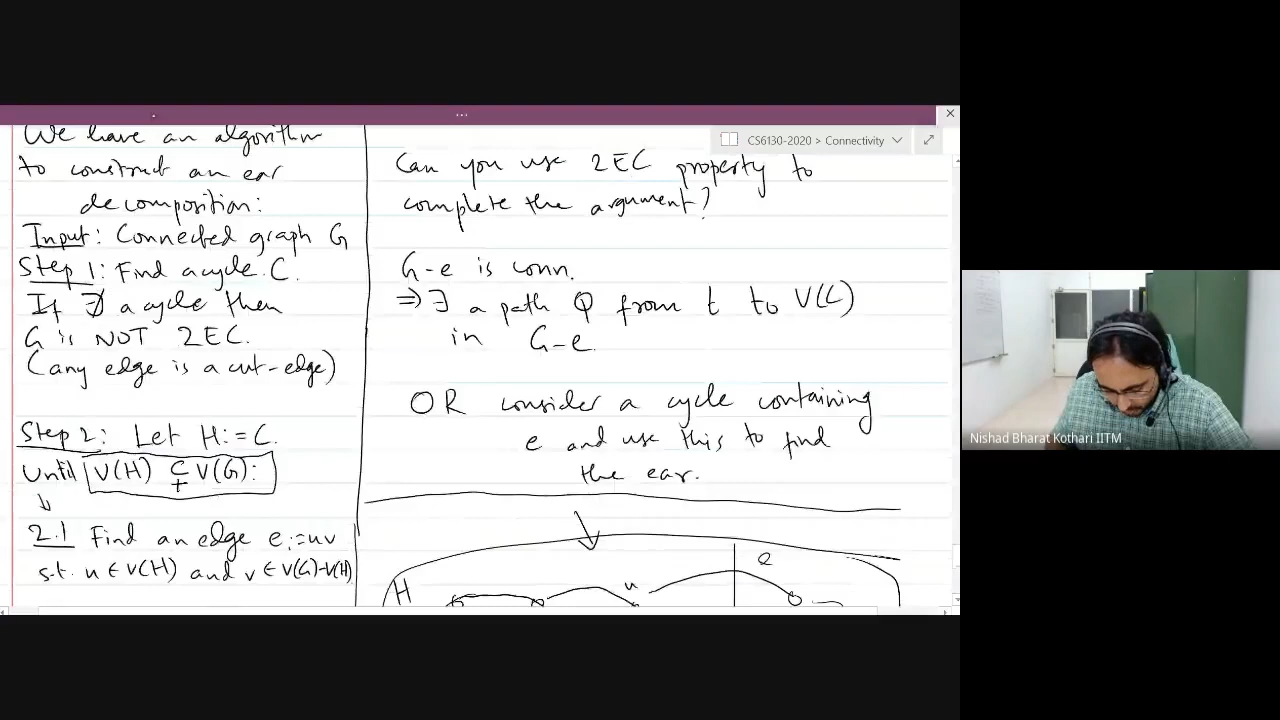 CS6130-2020 > Connectivity
We have an algorithm
to construct an ear
decomposition:
Input: Connected graph G
Step 1: Find a cycle C.
If ∄ a cycle then
G is NOT 2EC.
(any edge is a cut-edge)
Step 2: Let H:= C.
Until V(H) ⊊ V(G):
2.1 Find an edge e:=uv
s.t. u ∈ V(H) and v ∈ V(G)-V(H)
Can you use 2EC property to
complete the argument?
G-e is conn.
⇒ ∃ a path Q from t to V(C)
in G-e.
OR consider a cycle containing
e and use this to find
the ear.
H
u
e
Nishad Bharat Kothari IITM